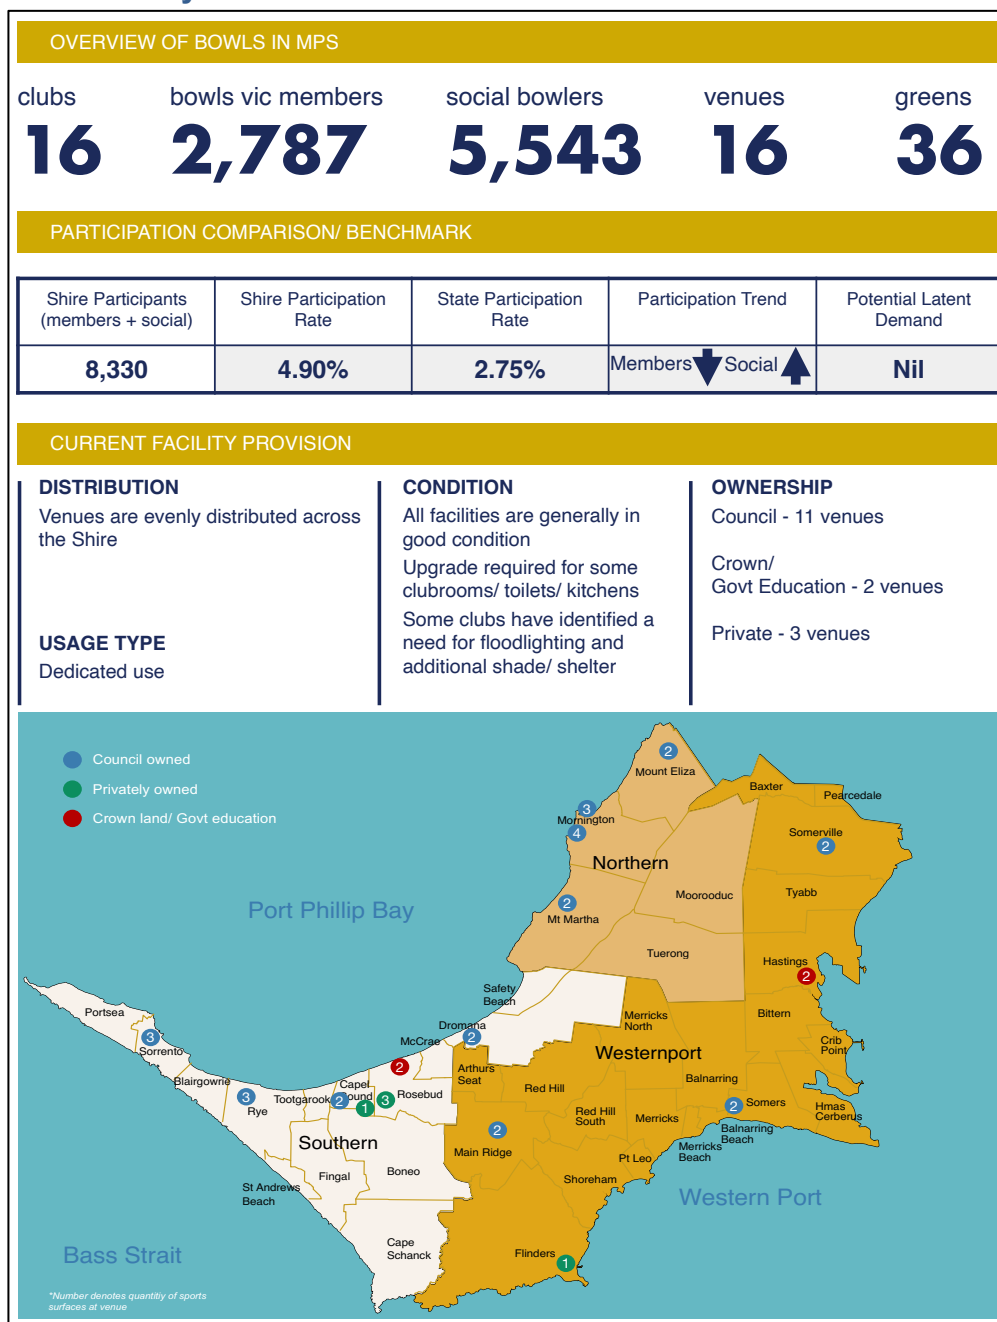 OVERVIEW OF BOWLS IN MPS
clubs
16
bowls vic members
2,787
social bowlers
5,543
venues
16
greens
36
PARTICIPATION COMPARISON/ BENCHMARK
Shire Participants
(members + social)
Shire Participation
Rate
State Participation
Rate
Participation Trend
Potential Latent
Demand
8,330
4.90%
2.75%
Members Social
Nil
CURRENT FACILITY PROVISION
DISTRIBUTION
Venues are evenly distributed across
the Shire
USAGE TYPE
Dedicated use
CONDITION
All facilities are generally in
good condition
Upgrade required for some
clubrooms/ toilets/ kitchens
Some clubs have identified a
need for floodlighting and
additional shade/ shelter
OWNERSHIP
Council - 11 venues
Crown/
Govt Education - 2 venues
Private - 3 venues
Council owned
Privately owned
Crown land/ Govt education
2
Mount Eliza
Baxter
Pearcedale
3
Mornington
4
Somerville
2
Northern
Moorooduc
Tyabb
2
Mt Martha
Port Phillip Bay
Tuerong
Hastings
2
Safety
Beach
Portsea
3
Sorrento
Dromana
2
McCrae
Merricks
North
Bittern
Crib
Point
Westernport
2
Arthurs
Seat
Blairgowrie
3
Rye
Tootgarook
Capel
2
ound
1
3
Rosebud
Red Hill
Balnarring
2
Somers
Hmas
Cerberus
Red Hill
South
Merricks
Balnarring
Beach
Southern
2
Main Ridge
Merricks
Beach
Pt Leo
Boneo
Fingal
Shoreham
St Andrews
Beach
Western Port
Cape
Schanck
Flinders
1
Bass Strait
*Number denotes quantitiy of sports
surfaces at venue